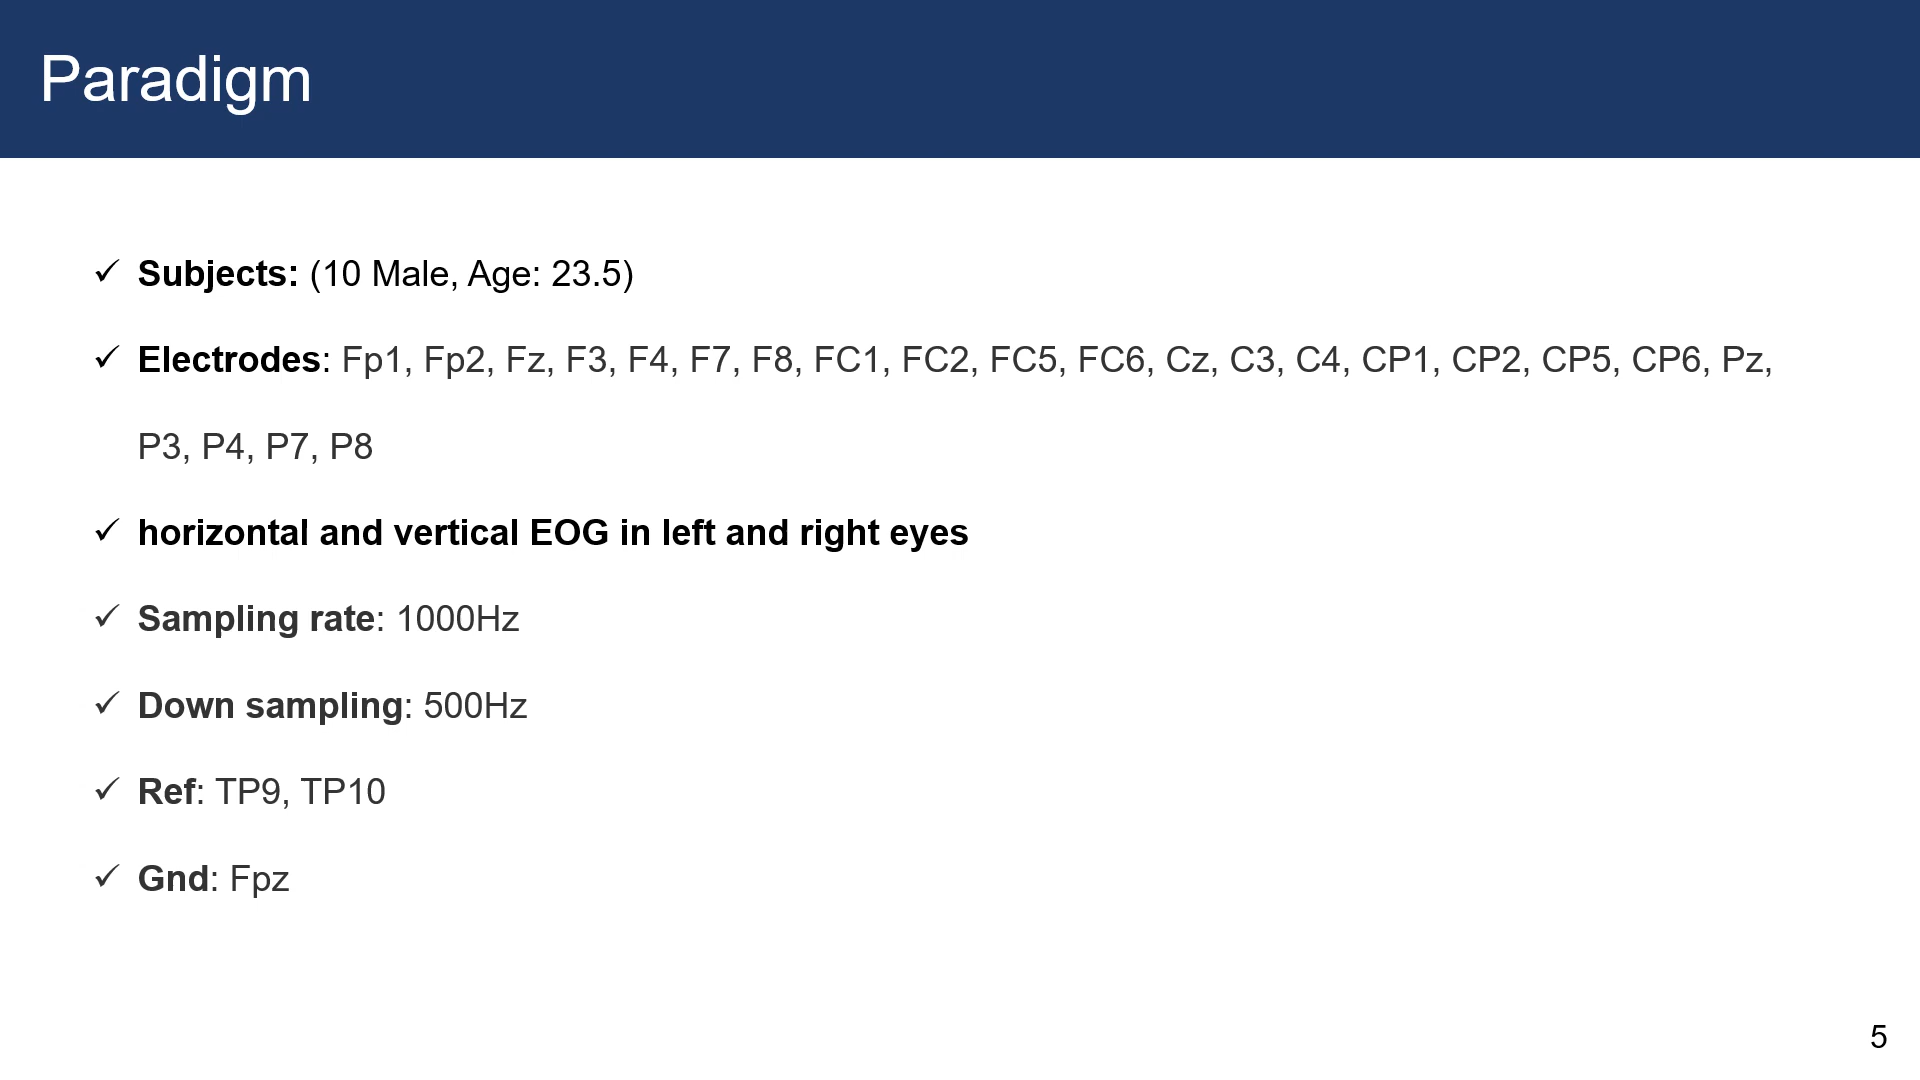 Paradigm
✓ Subjects: (10 Male, Age: 23.5)
✓ Electrodes: Fp1, Fp2, Fz, F3, F4, F7, F8, FC1, FC2, FC5, FC6, Cz, C3, C4, CP1, CP2, CP5, CP6, Pz,
P3, P4, P7, P8
✓ horizontal and vertical EOG in left and right eyes
✓ Sampling rate: 1000Hz
✓ Down sampling: 500Hz
✓ Ref: TP9, TP10
✓ Gnd: Fpz
5